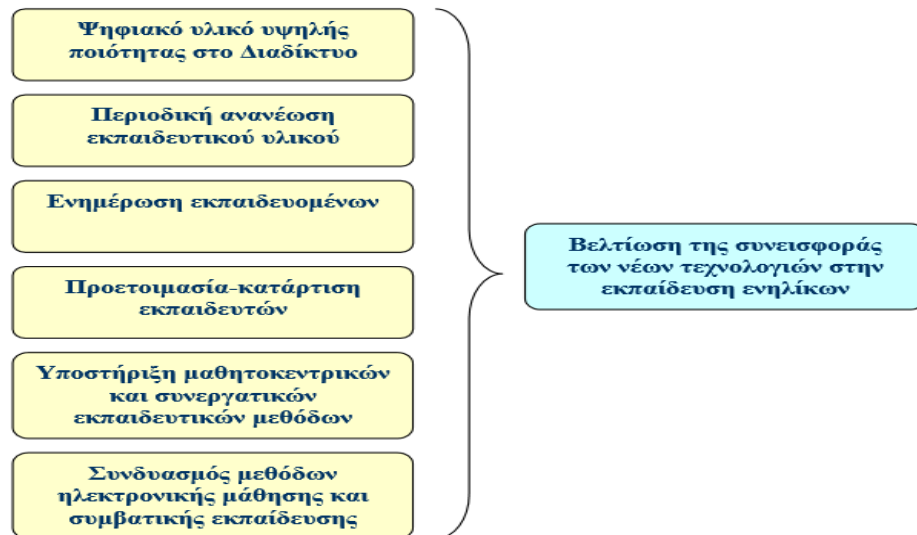 Ψηφιακό υλικό υψηλής
ποιότητας στο Διαδίκτυο
Περιοδική ανανέωση
εκπαιδευτικού υλικού
Ενημέρωση εκπαιδευομένων
Προετοιμασία-κατάρτιση
εκπαιδευτών
Υποστήριξη μαθητοκεντρικών
και συνεργατικών
εκπαιδευτικών μεθόδων
Συνδυασμός μεθόδων
ηλεκτρονικής μάθησης και
συμβατικής εκπαίδευσης
Βελτίωση της συνεισφοράς
των νέων τεχνολογιών στην
εκπαίδευση ενηλίκων